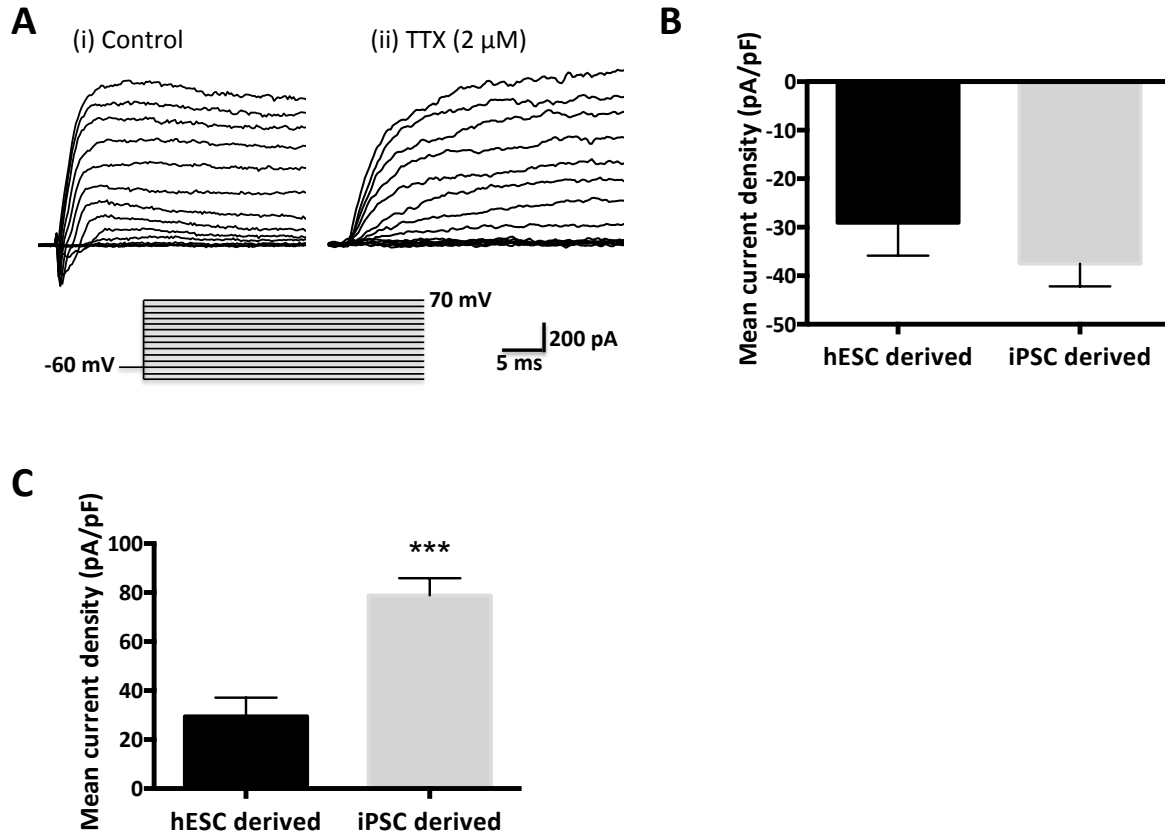 A
(i) Control
(ii) TTX (2 μM)
70 mV
-60 mV
200 pA
5 ms
B
Mean current density (pA/pF)
0
-10
-20
-30
-40
-50
hESC derived
iPSC derived
C
Mean current density (pA/pF)
100
80
60
40
20
0
***
hESC derived
iPSC derived